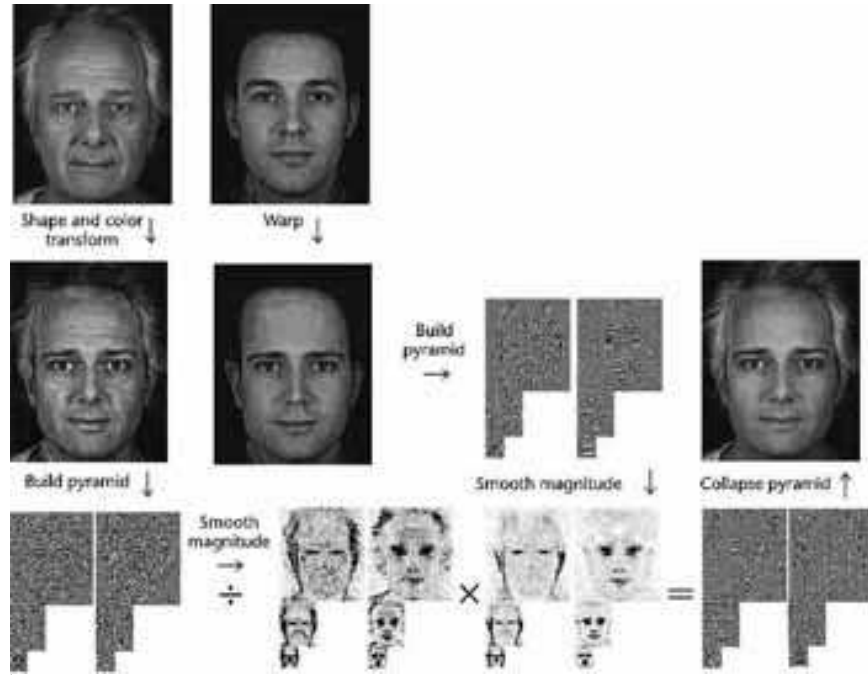 Shape and color
transform ↓
Warp ↓
Build
pyramid
→
Build pyramid ↓
Smooth magnitude ↓
Collapse pyramid ↑
Smooth
magnitude
→
÷
×
=